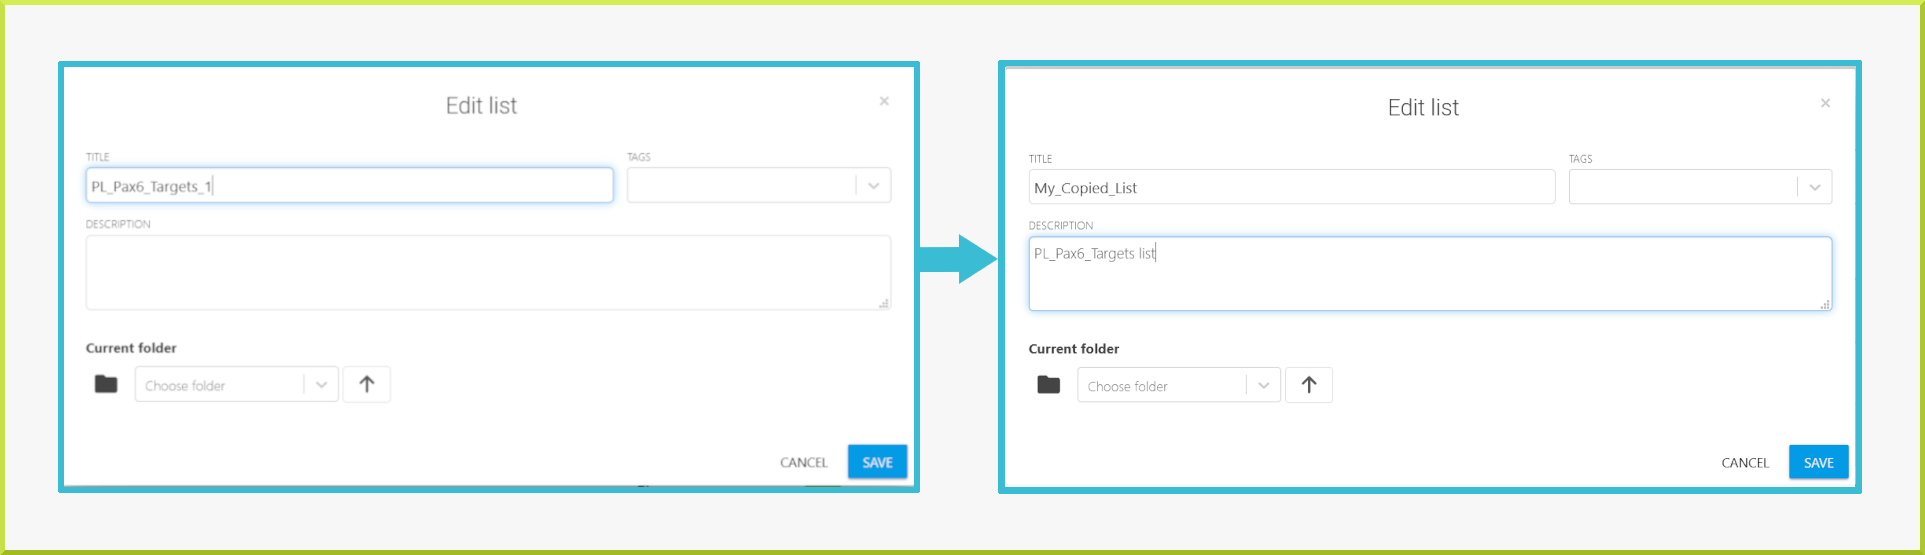 Edit list
×
TITLE
TAGS
PL_Pax6_Targets_1
DESCRIPTION
Current folder
Choose folder
CANCEL
SAVE
Edit list
×
TITLE
TAGS
My_Copied_List
DESCRIPTION
PL_Pax6_Targets list
Current folder
Choose folder
CANCEL
SAVE